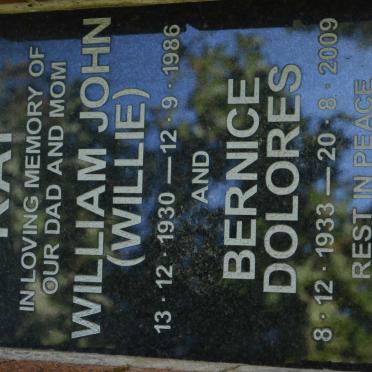 IN LOVING MEMORY OF
OUR DAD AND MOM
WILLIAM JOHN
(WILLIE)
13 · 12 · 1930 — 12 · 9 · 1986
AND
BERNICE
DOLORES
8 · 12 · 1933 — 20 · 8 · 2009
REST IN PEACE